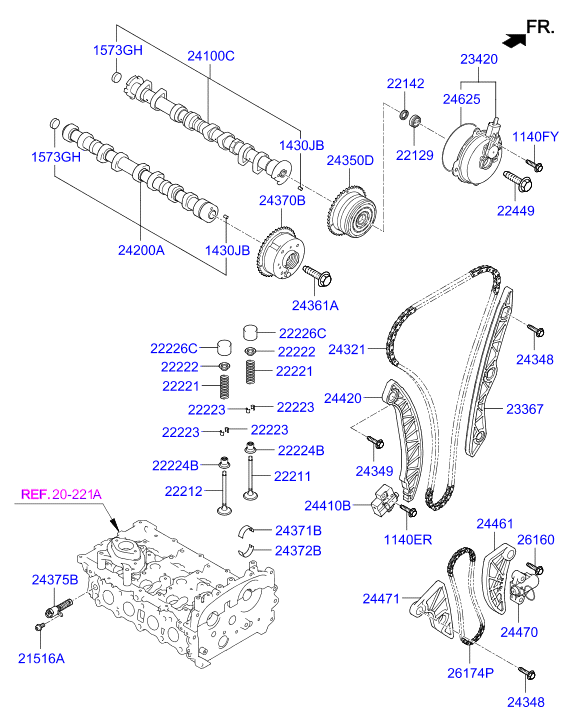 FR.
1573GH
24100C
23420
22142
24625
1430JB
24350D
22129
1140FY
1573GH
24370B
22449
24200A
1430JB
24361A
22226C
22226C
22222
24321
24348
22222
22221
22221
24420
22223
22223
23367
22223
22223
22224B
24349
22224B
22211
22212
24410B
REF. 20-221A
24371B
24461
1140ER
26160
24372B
24375B
24471
24470
21516A
26174P
24348